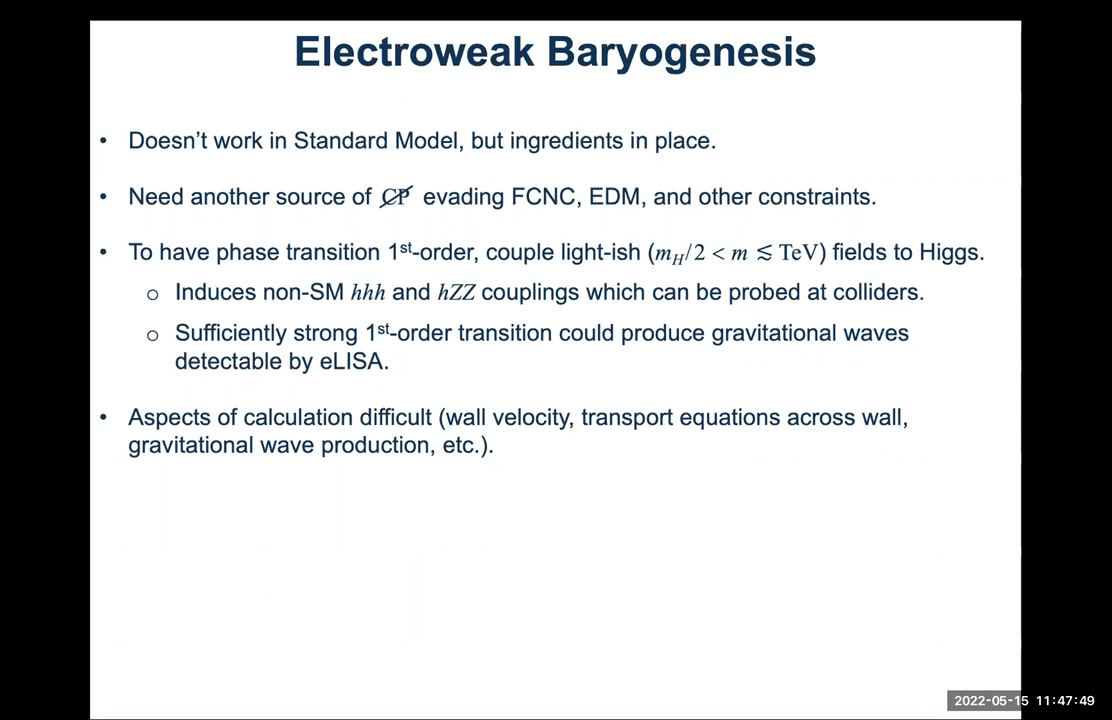 Electroweak Baryogenesis
• Doesn’t work in Standard Model, but ingredients in place.
• Need another source of C̸P̸ evading FCNC, EDM, and other constraints.
• To have phase transition 1st-order, couple light-ish (m_H/2 < m ≲ TeV) fields to Higgs.
o Induces non-SM hhh and hZZ couplings which can be probed at colliders.
o Sufficiently strong 1st-order transition could produce gravitational waves
detectable by eLISA.
• Aspects of calculation difficult (wall velocity, transport equations across wall,
gravitational wave production, etc.).
2022-05-15 11:47:49